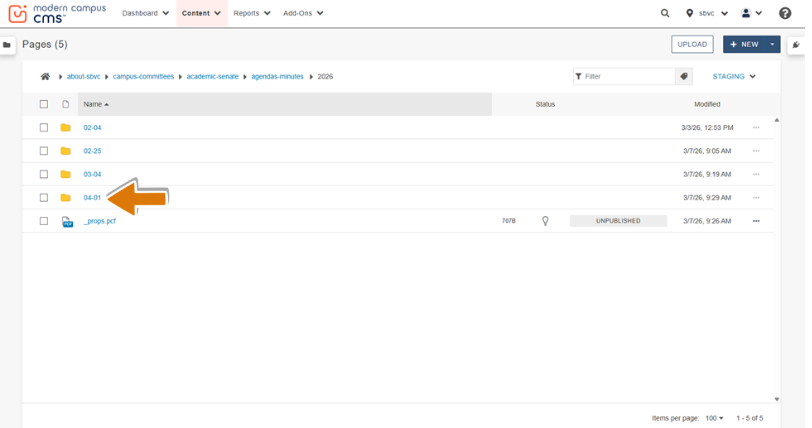 modern campus
cms™
Dashboard Content Reports Add-Ons sbvc
Pages (5) UPLOAD + NEW
about-sbvc campus-committees academic-senate agendas-minutes 2026 Filter STAGING
Name Status Modified
02-04 3/3/26, 12:53 PM
02-25 3/7/26, 9:05 AM
03-04 3/7/26, 9:19 AM
04-01 3/7/26, 9:29 AM
_props.pcf 7078 UNPUBLISHED 3/7/26, 9:26 AM
Items per page: 100 1 - 5 of 5